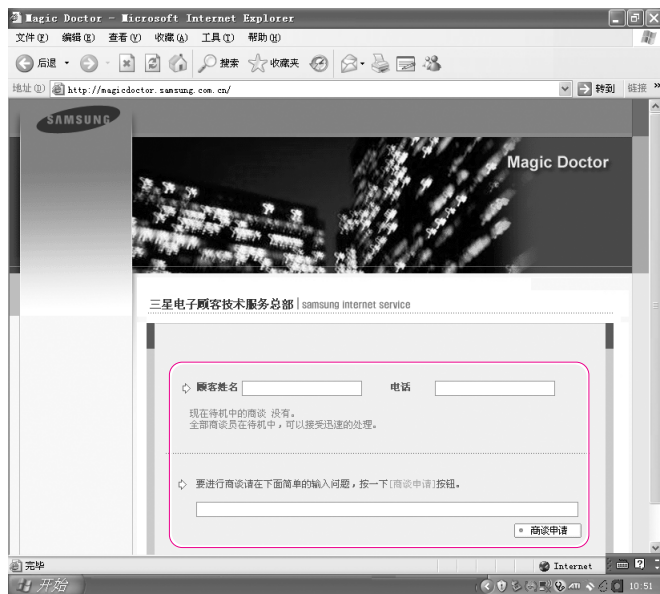 Magic Doctor - Microsoft Internet Explorer
文件(F) 编辑(E) 查看(V) 收藏(A) 工具(T) 帮助(H)
后退 搜索 收藏夹
地址(D) http://magicdoctor.samsung.com.cn/ 转到 链接 »
SAMSUNG
Magic Doctor
三星电子顾客技术服务总部 | samsung internet service
顾客姓名 电话
现在待机中的商谈 没有。
全部商谈员在待机中，可以接受迅速的处理。
要进行商谈请在下面简单的输入问题，按一下[商谈申请]按钮。
商谈申请
完毕 Internet
开始 10:51